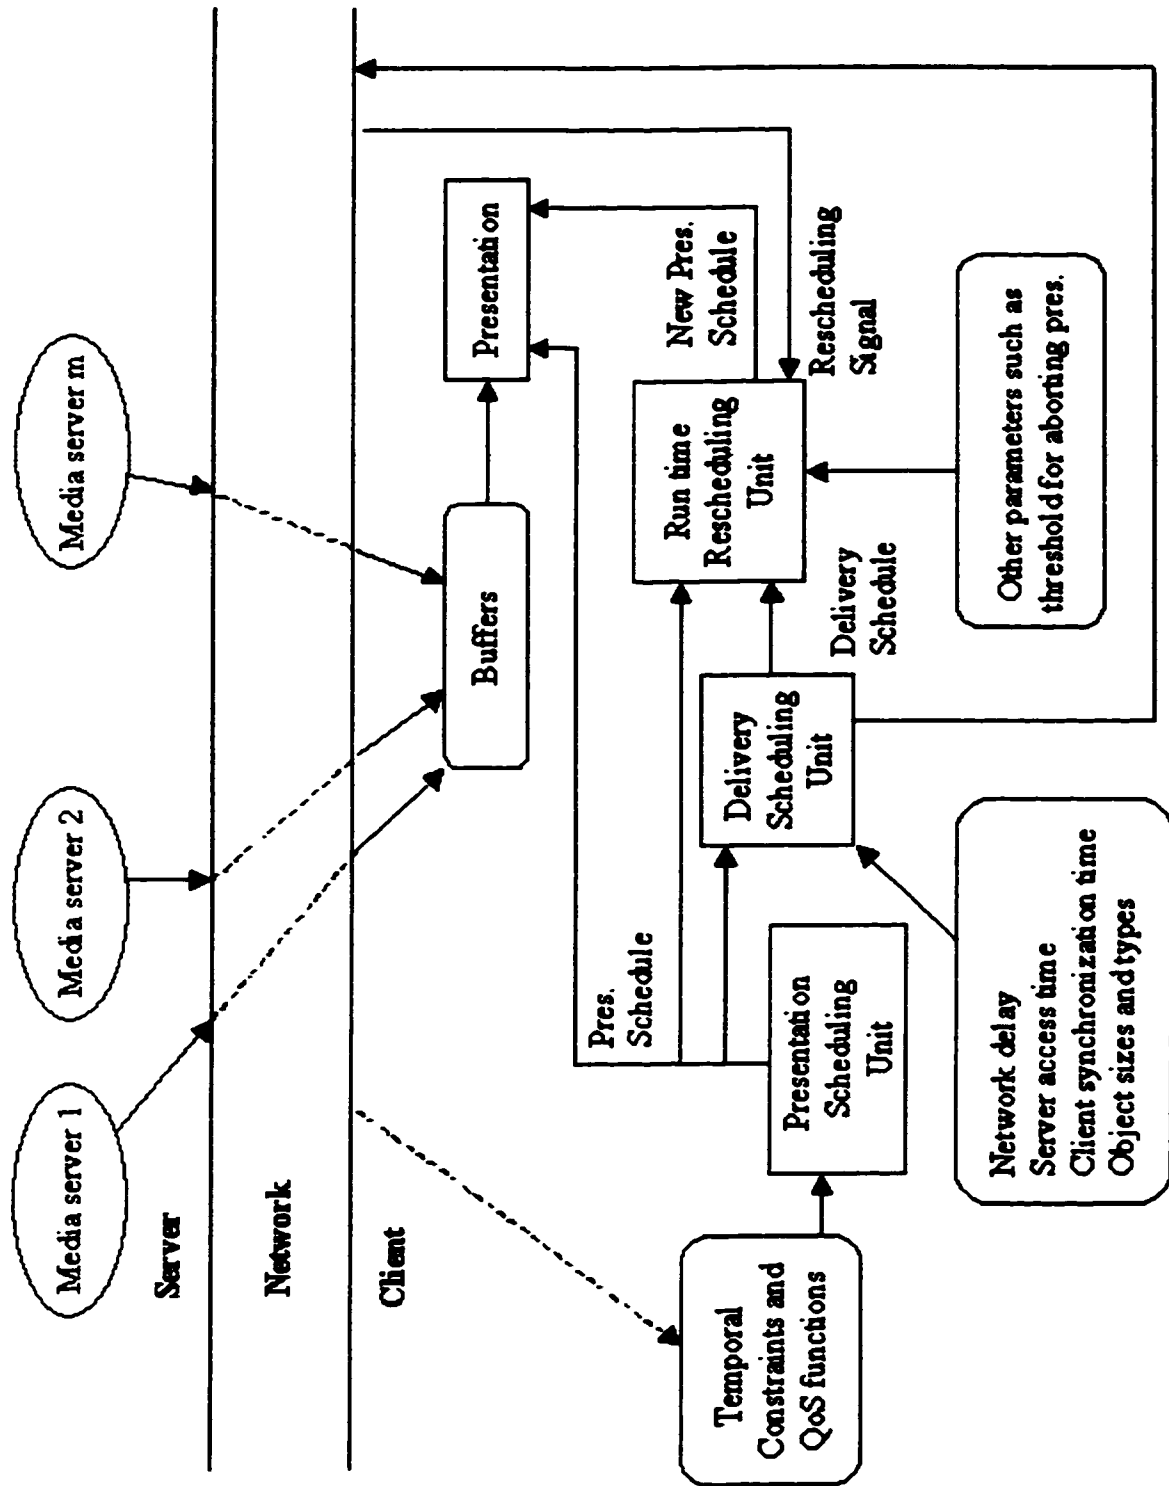 Media server 1
Media server 2
Media server m
Server
Network
Client
Buffers
Presentation
Pres.
Schedule
New Pres.
Schedule
Temporal
Constraints and
QoS functions
Presentation
Scheduling
Unit
Delivery
Scheduling
Unit
Run time
Rescheduling
Unit
Delivery
Schedule
Rescheduling
Signal
Network delay
Server access time
Client synchronization time
Object sizes and types
Other parameters such as
threshold for aborting pres.